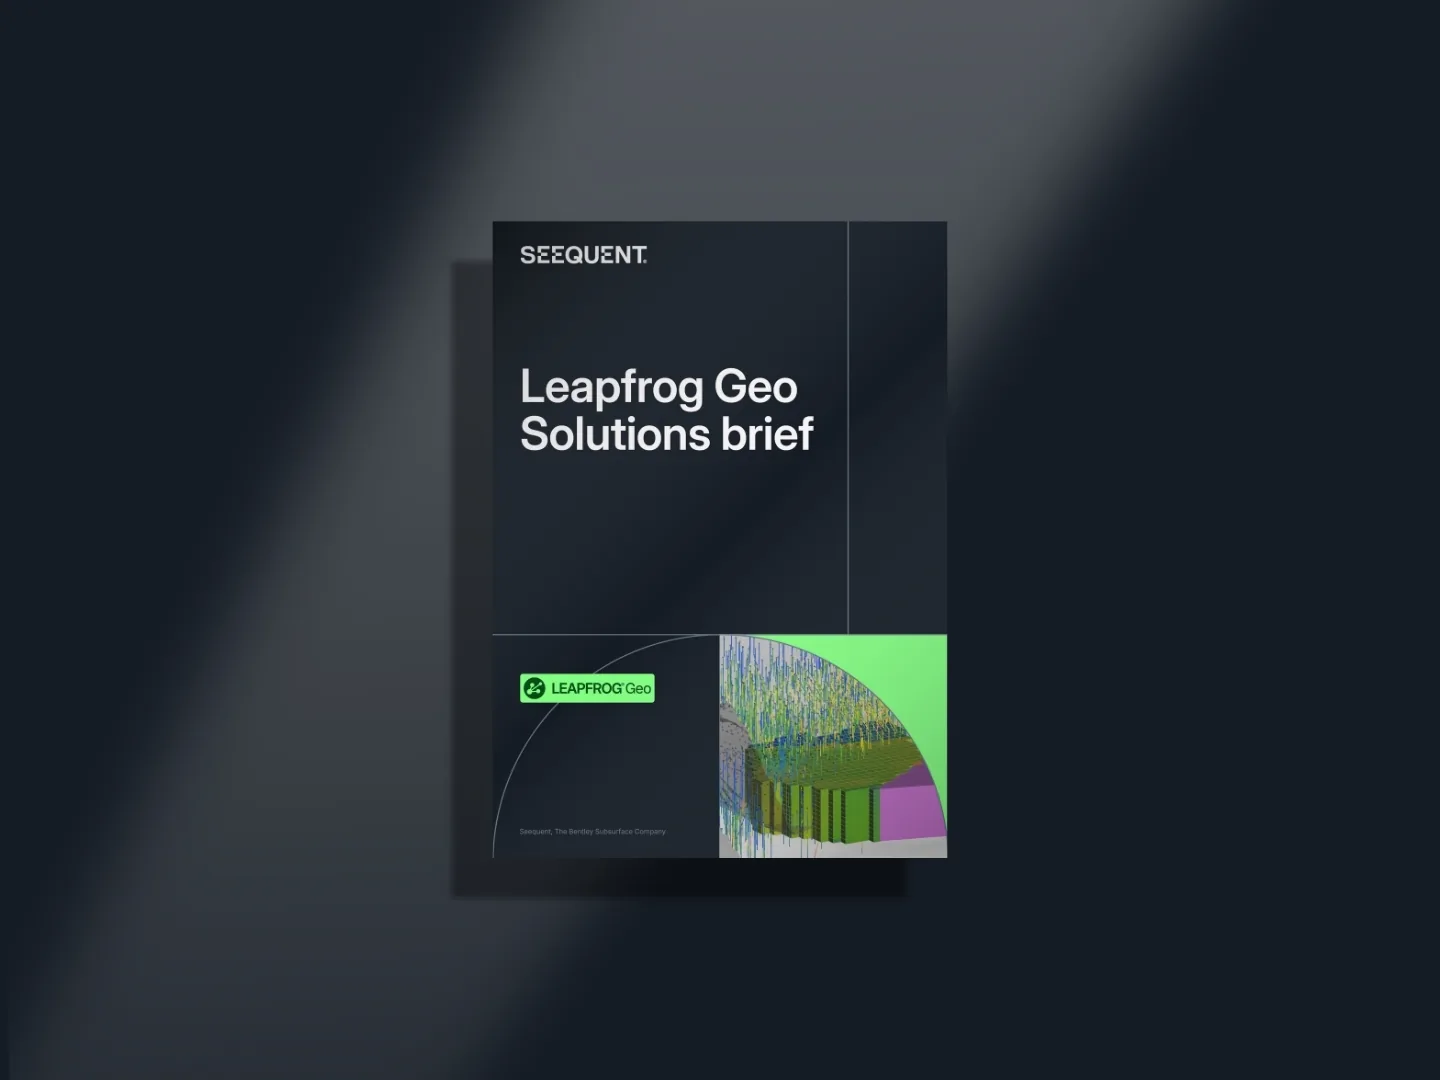 SEEQUENT®
Leapfrog Geo
Solutions brief
LEAPFROG® Geo
Seequent, The Bentley Subsurface Company